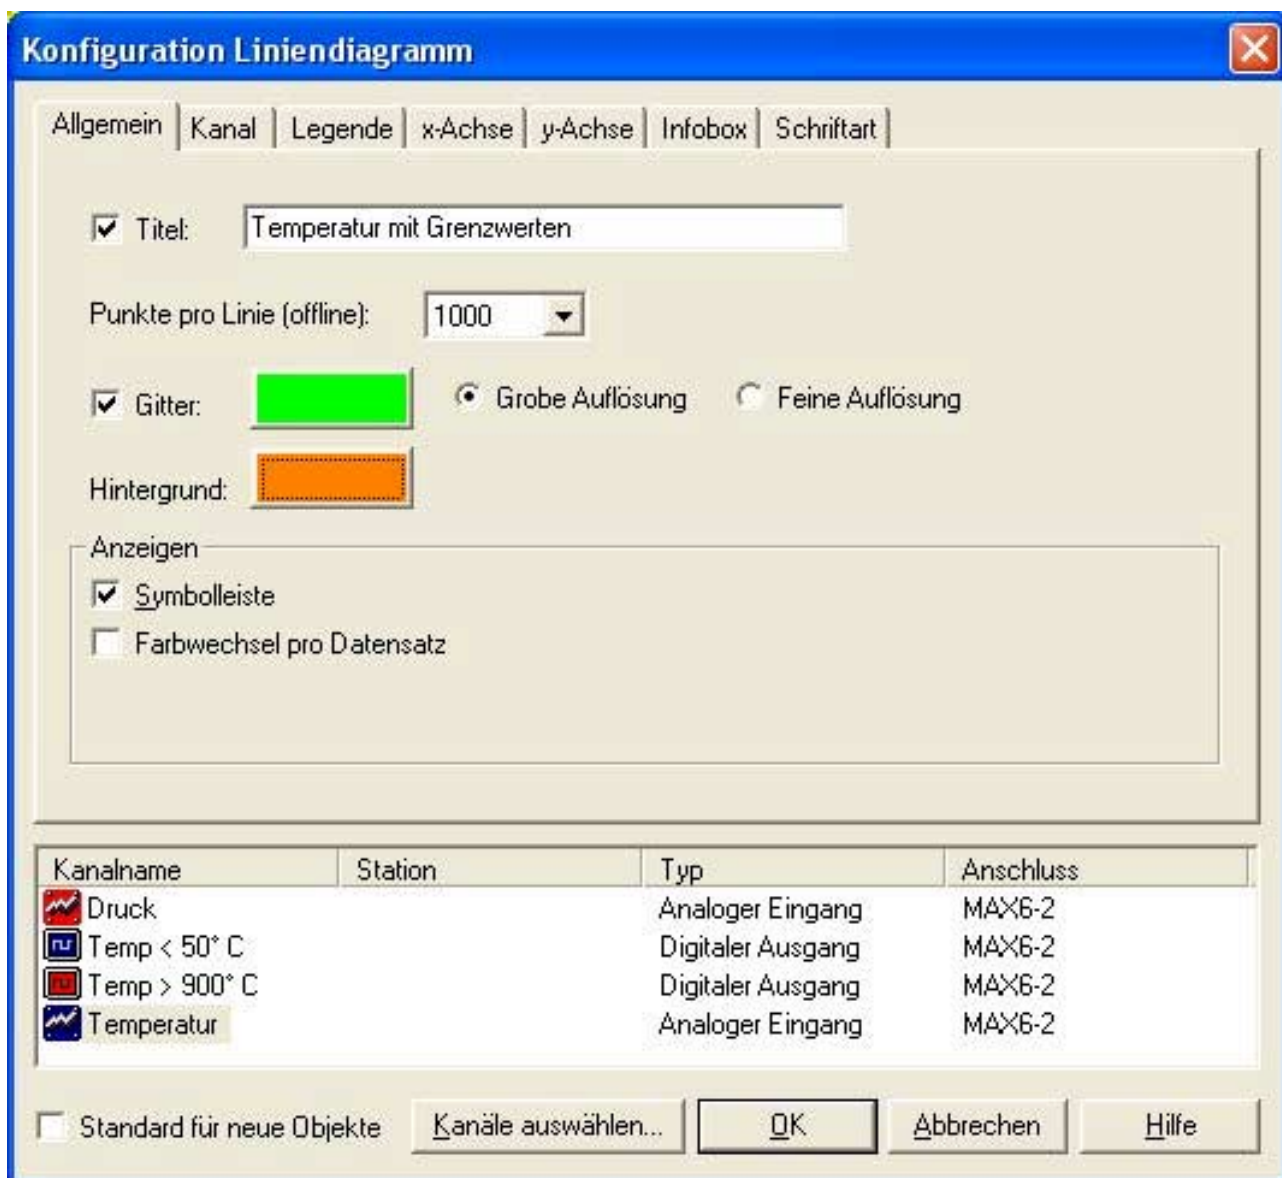 Konfiguration Liniendiagramm
Allgemein Kanal Legende x-Achse y-Achse Infobox Schriftart
Titel: Temperatur mit Grenzwerten
Punkte pro Linie (offline): 1000
Gitter: Grobe Auflösung Feine Auflösung
Hintergrund:
Anzeigen
Symbolleiste
Farbwechsel pro Datensatz
Kanalname Station Typ Anschluss
Druck Analoger Eingang MAX6-2
Temp < 50° C Digitaler Ausgang MAX6-2
Temp > 900° C Digitaler Ausgang MAX6-2
Temperatur Analoger Eingang MAX6-2
Standard für neue Objekte Kanäle auswählen... OK Abbrechen Hilfe